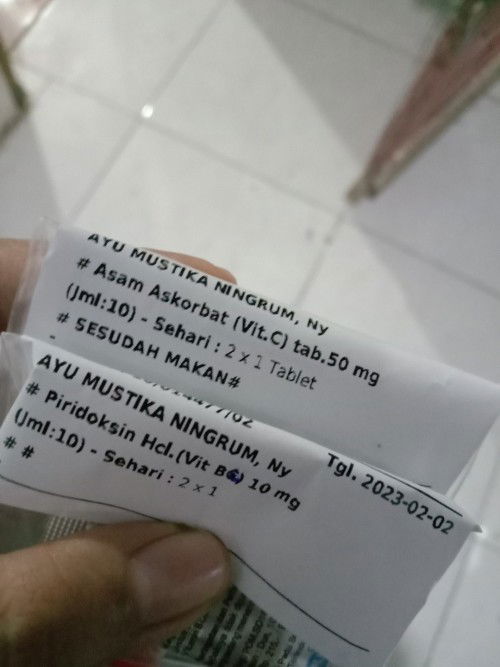 AYU MUSTIKA NINGRUM, Ny
# Asam Askorbat (Vit.C) tab.50 mg
(Jml:10) - Sehari : 2 x 1 Tablet
# SESUDAH MAKAN#
Tgl. 2023-02-02
AYU MUSTIKA NINGRUM, Ny
# Piridoksin Hcl.(Vit B6) 10 mg
(Jml:10) - Sehari : 2 x 1
# #